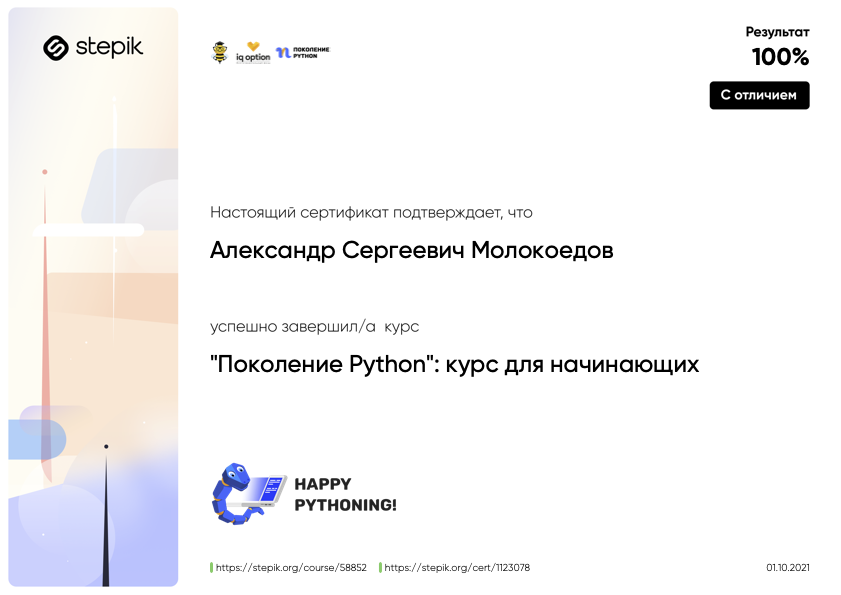 stepik
iq option
ПОКОЛЕНИЕ
PYTHON
Результат
100%
С отличием
Настоящий сертификат подтверждает, что
Александр Сергеевич Молокоедов
успешно завершил/а курс
"Поколение Python": курс для начинающих
HAPPY
PYTHONING!
https://stepik.org/course/58852 https://stepik.org/cert/1123078 01.10.2021